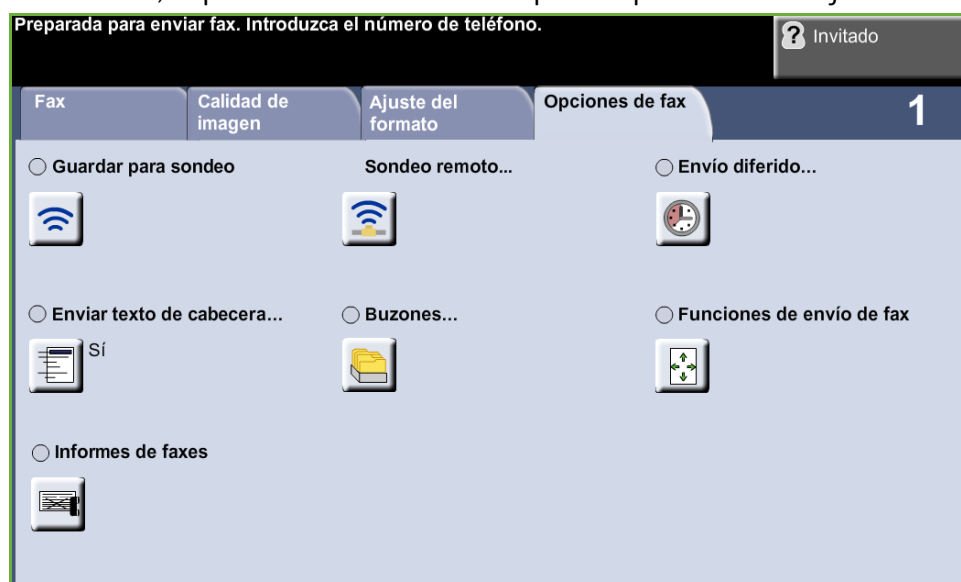 Preparada para enviar fax. Introduzca el número de teléfono.
? Invitado
Fax
Calidad de
imagen
Ajuste del
formato
Opciones de fax
1
Guardar para sondeo
Sondeo remoto...
Envío diferido...
Enviar texto de cabecera...
Sí
Buzones...
Funciones de envío de fax
Informes de faxes